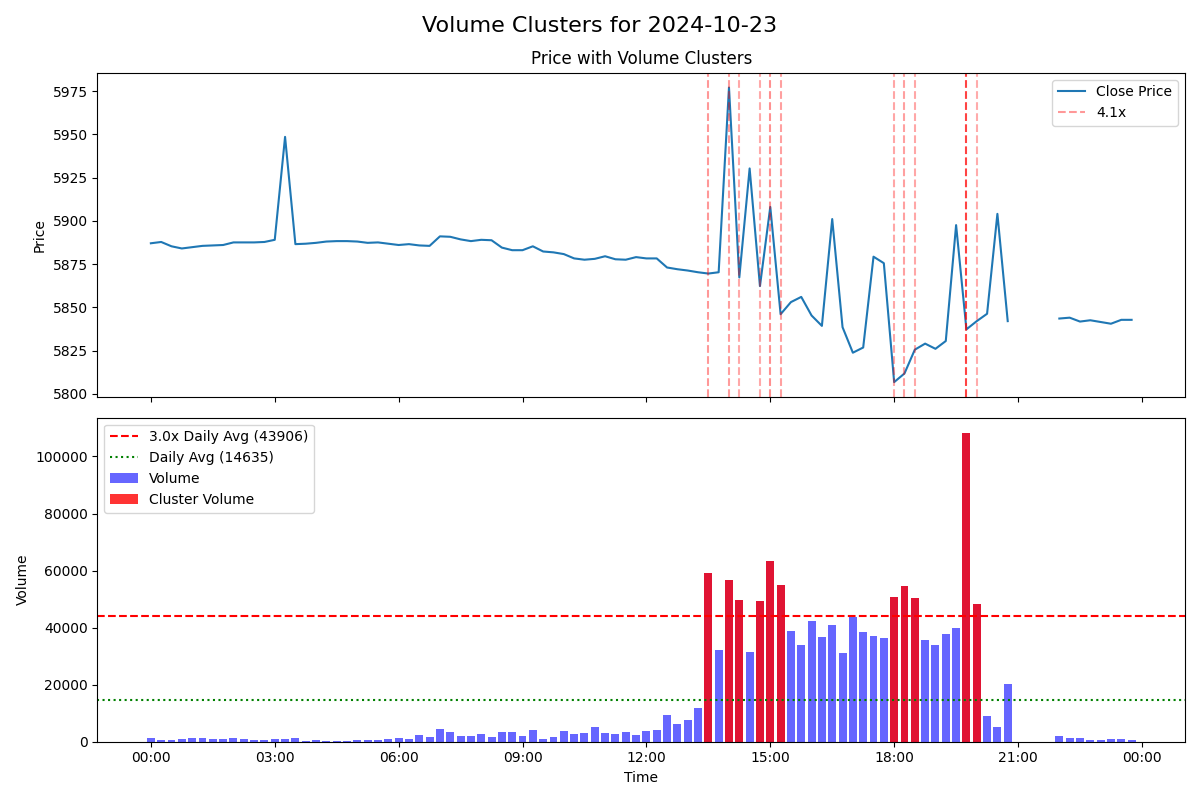 Volume Clusters for 2024-10-23
Price with Volume Clusters
Price
5975
5950
5925
5900
5875
5850
5825
5800
Close Price
4.1x
Volume
100000
80000
60000
40000
20000
0
3.0x Daily Avg (43906)
Daily Avg (14635)
Volume
Cluster Volume
00:00 03:00 06:00 09:00 12:00 15:00 18:00 21:00 00:00
Time